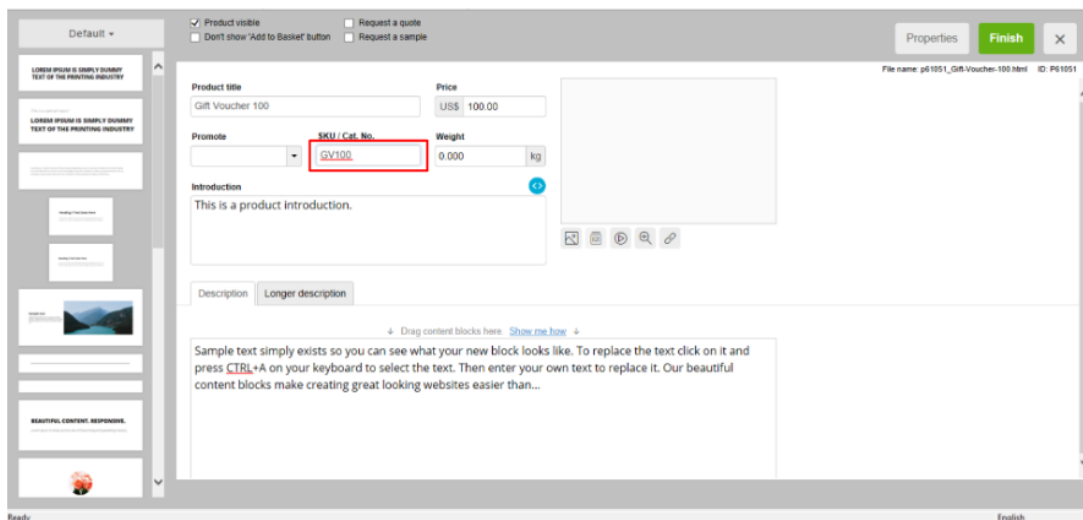 Default
Product visible
Request a quote
Don't show 'Add to Basket' button
Request a sample
Properties
Finish
File name: p61051_Gift-Voucher-100.html ID: P61051
LOREM IPSUM IS SIMPLY DUMMY
TEXT OF THE PRINTING INDUSTRY
LOREM IPSUM IS SIMPLY DUMMY
TEXT OF THE PRINTING INDUSTRY
BEAUTIFUL CONTENT. RESPONSIVE.
Product title
Price
Gift Voucher 100
US$ 100.00
Promote
SKU / Cat. No.
Weight
GV100
0.000 kg
Introduction
This is a product introduction.
Description
Longer description
Drag content blocks here. Show me how
Sample text simply exists so you can see what your new block looks like. To replace the text click on it and
press CTRL+A on your keyboard to select the text. Then enter your own text to replace it. Our beautiful
content blocks make creating great looking websites easier than...
Ready
English